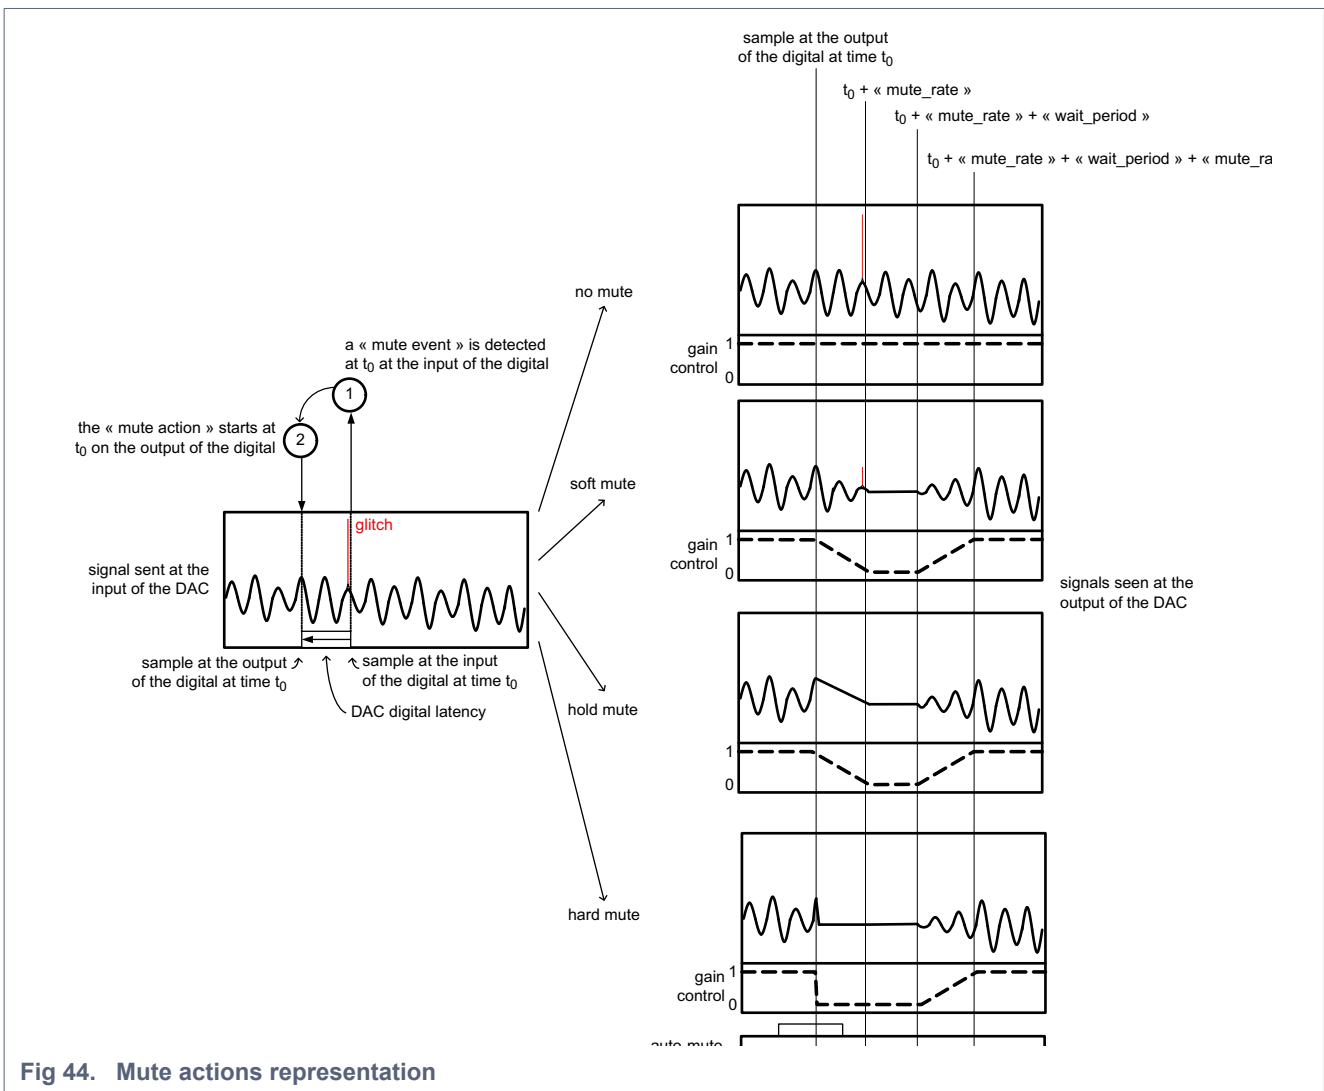 sample at the output
of the digital at time t0
t0 + « mute_rate »
t0 + « mute_rate » + « wait_period »
t0 + « mute_rate » + « wait_period » + « mute_ra
no mute
a « mute event » is detected
at t0 at the input of the digital
1
the « mute action » starts at
t0 on the output of the digital
2
soft mute
glitch
signal sent at the
input of the DAC
sample at the output
of the digital at time t0
sample at the input
of the digital at time t0
DAC digital latency
hold mute
hard mute
gain
control
1
0
gain
control
1
0
signals seen at the
output of the DAC
1
0
gain
control
1
0
auto mute
Fig 44. Mute actions representation